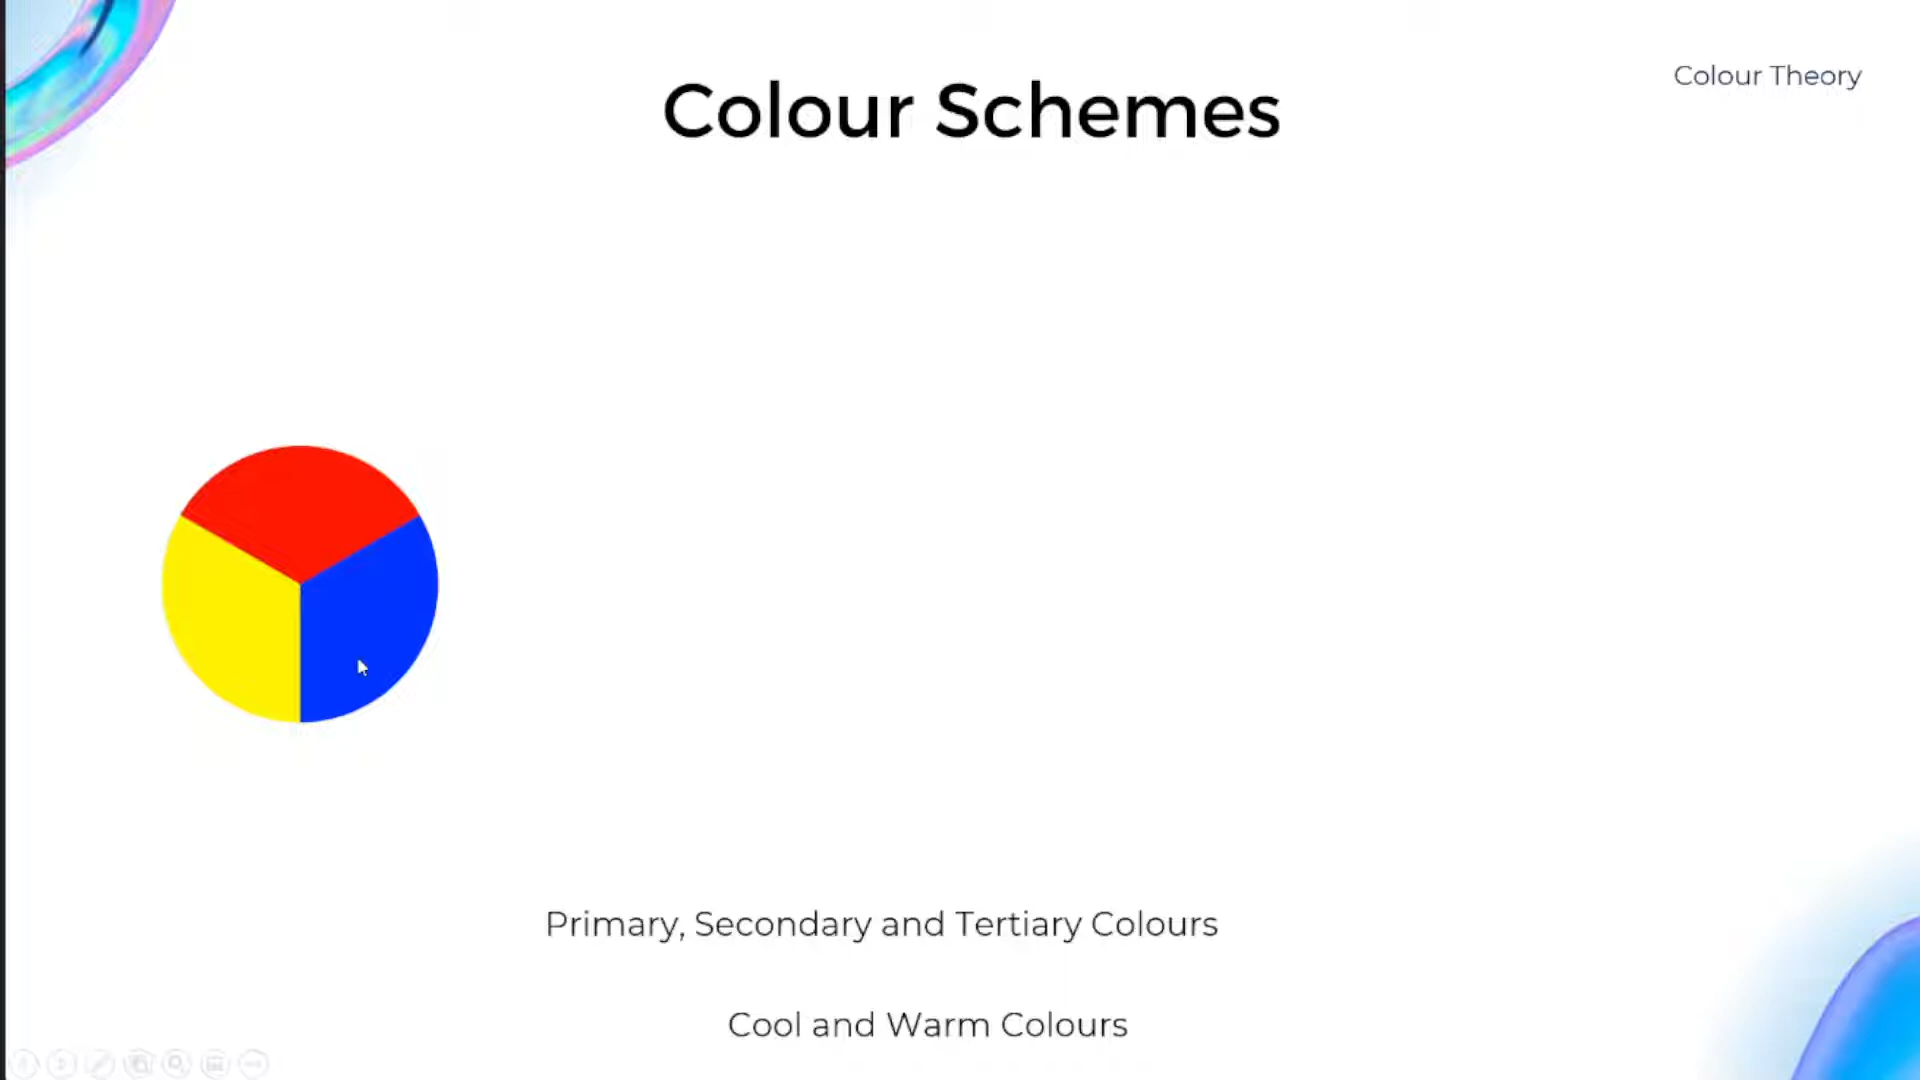 Colour Theory
Colour Schemes
Primary, Secondary and Tertiary Colours
Cool and Warm Colours